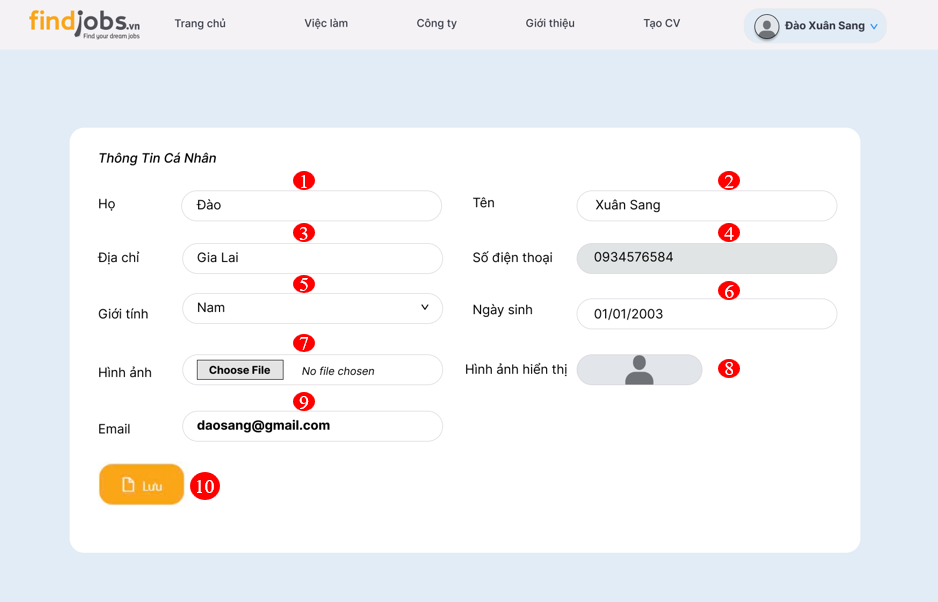 findjobs.vn
Find your dream jobs
Trang chủ Việc làm Công ty Giới thiệu Tạo CV Đào Xuân Sang
Thông Tin Cá Nhân
1 2
Họ Đào Tên Xuân Sang
3 4
Địa chỉ Gia Lai Số điện thoại 0934576584
5 6
Giới tính Nam Ngày sinh 01/01/2003
7 8
Hình ảnh Choose File No file chosen Hình ảnh hiển thị
9
Email daosang@gmail.com
Lưu 10